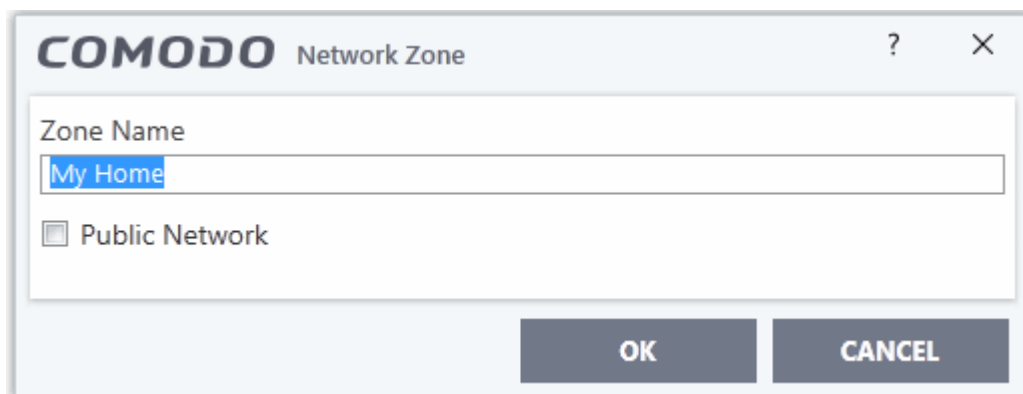 COMODO Network Zone ?
Zone Name
My Home
Public Network
OK CANCEL